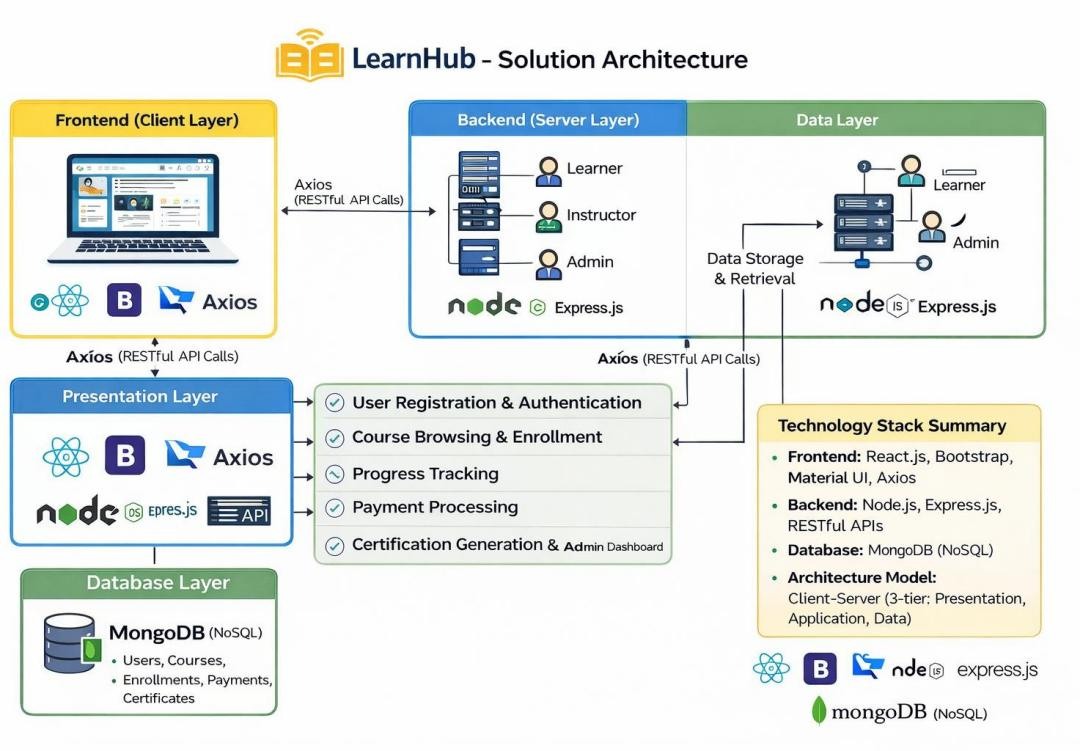 LearnHub - Solution Architecture
Frontend (Client Layer)
B
Axios
Axios
(RESTful API Calls)
Backend (Server Layer)
Learner
Instructor
Admin
node Express.js
Data Layer
Learner
Admin
Data Storage
& Retrieval
node JS Express.js
Axios (RESTful API Calls)
Axios (RESTful API Calls)
Presentation Layer
B
Axios
node OS Epres.js API
User Registration & Authentication
Course Browsing & Enrollment
Progress Tracking
Payment Processing
Certification Generation & Admin Dashboard
Database Layer
MongoDB (NoSQL)
• Users, Courses,
• Enrollments, Payments,
Certificates
Technology Stack Summary
• Frontend: React.js, Bootstrap,
Material UI, Axios
• Backend: Node.js, Express.js,
RESTful APIs
• Database: MongoDB (NoSQL)
• Architecture Model:
Client-Server (3-tier: Presentation,
Application, Data)
B nde JS express.js
mongoDB (NoSQL)